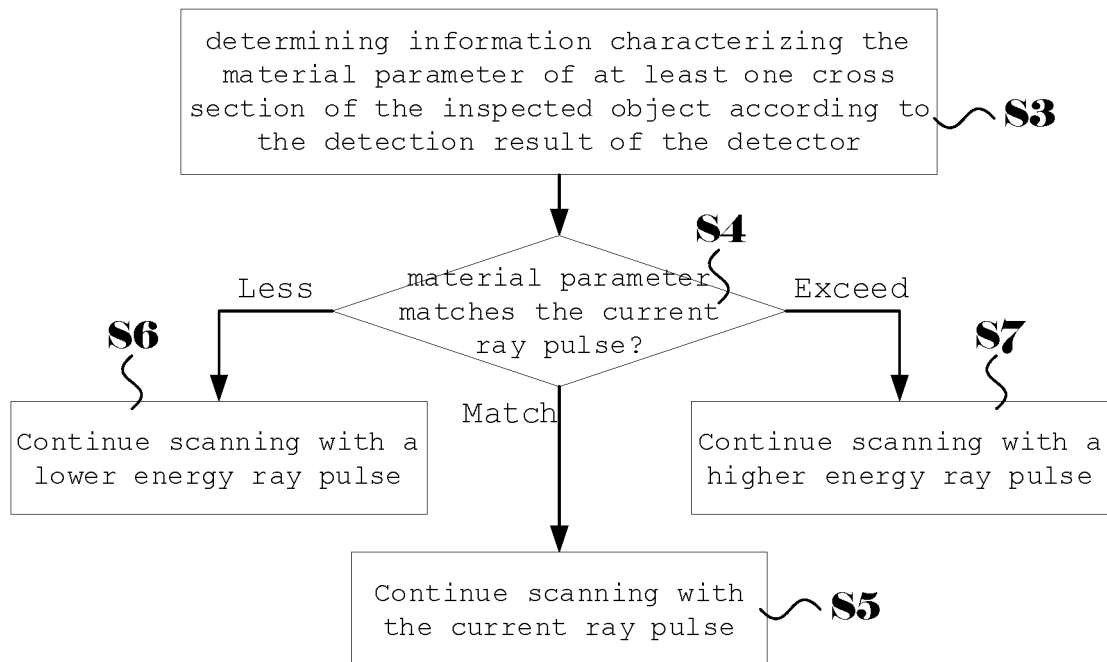 determining information characterizing the
material parameter of at least one cross
section of the inspected object according to
the detection result of the detector
S3
S4
material parameter
matches the current
ray pulse?
Less
Exceed
S6
S7
Match
Continue scanning with a
lower energy ray pulse
Continue scanning with a
higher energy ray pulse
Continue scanning with
the current ray pulse
S5